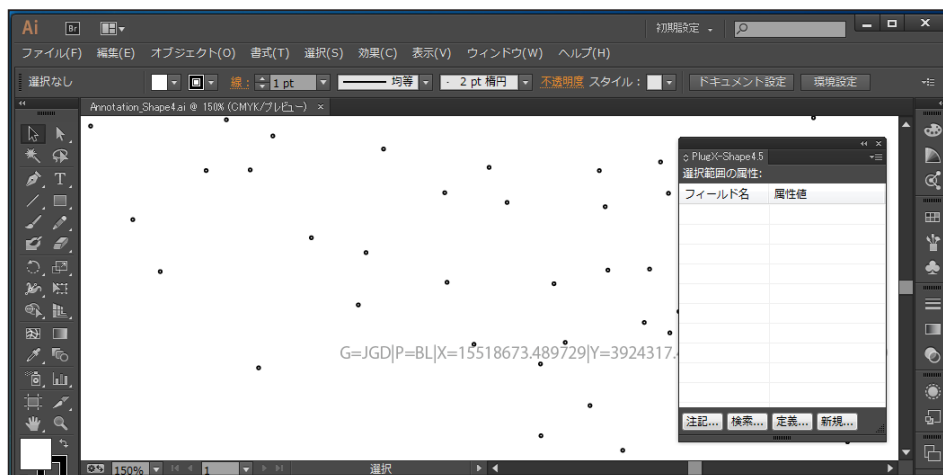 Ai Br 初期設定
ファイル(F) 編集(E) オブジェクト(O) 書式(T) 選択(S) 効果(C) 表示(V) ウィンドウ(W) ヘルプ(H)
選択なし 線: 1 pt 均等 2 pt 楕円 不透明度 スタイル: ドキュメント設定 環境設定
Annotation_Shape4.ai @ 150% (CMYK/プレビュー) ×
PlugX-Shape4.5
選択範囲の属性:
フィールド名 属性値
G=JGD|P=BL|X=15518673.489729|Y=3924317.
注記... 検索... 定義... 新規...
150% 1 選択